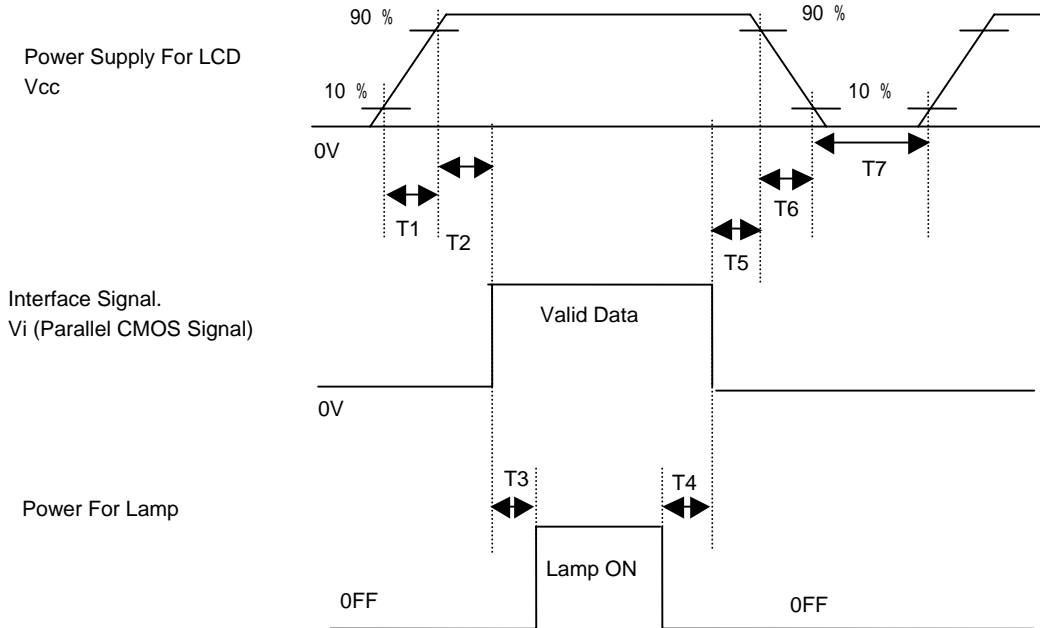 90 %
90 %
Power Supply For LCD
Vcc
10 %
10 %
0V
T7
T6
T1
T2
T5
Interface Signal.
Vi (Parallel CMOS Signal)
Valid Data
0V
T3
T4
Power For Lamp
Lamp ON
0FF
0FF